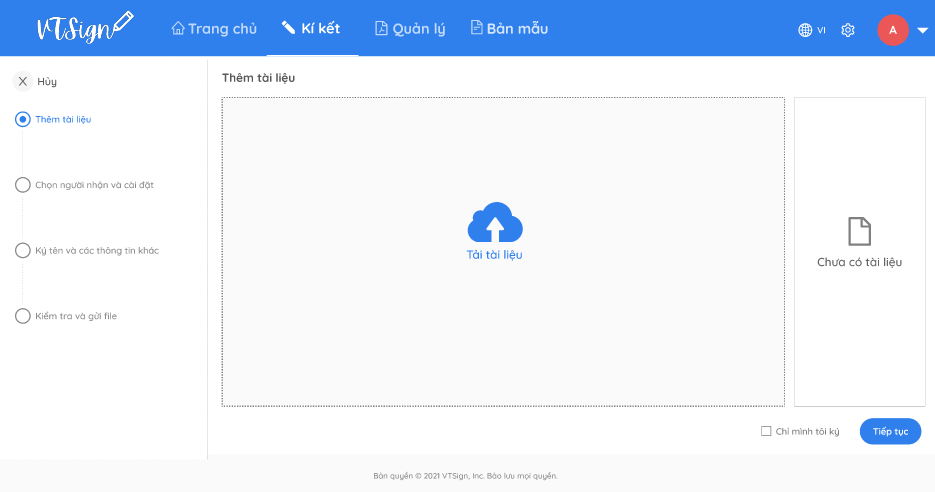 VTSign
Trang chủ
Kí kết
Quản lý
Bản mẫu
VI
A
X
Hủy
Thêm tài liệu
Chọn người nhận và cài đặt
Ký tên và các thông tin khác
Kiểm tra và gửi file
Thêm tài liệu
Tải tài liệu
Chưa có tài liệu
Chỉ mình tôi ký
Tiếp tục
Bản quyền © 2021 VTSign, Inc. Bảo lưu mọi quyền.